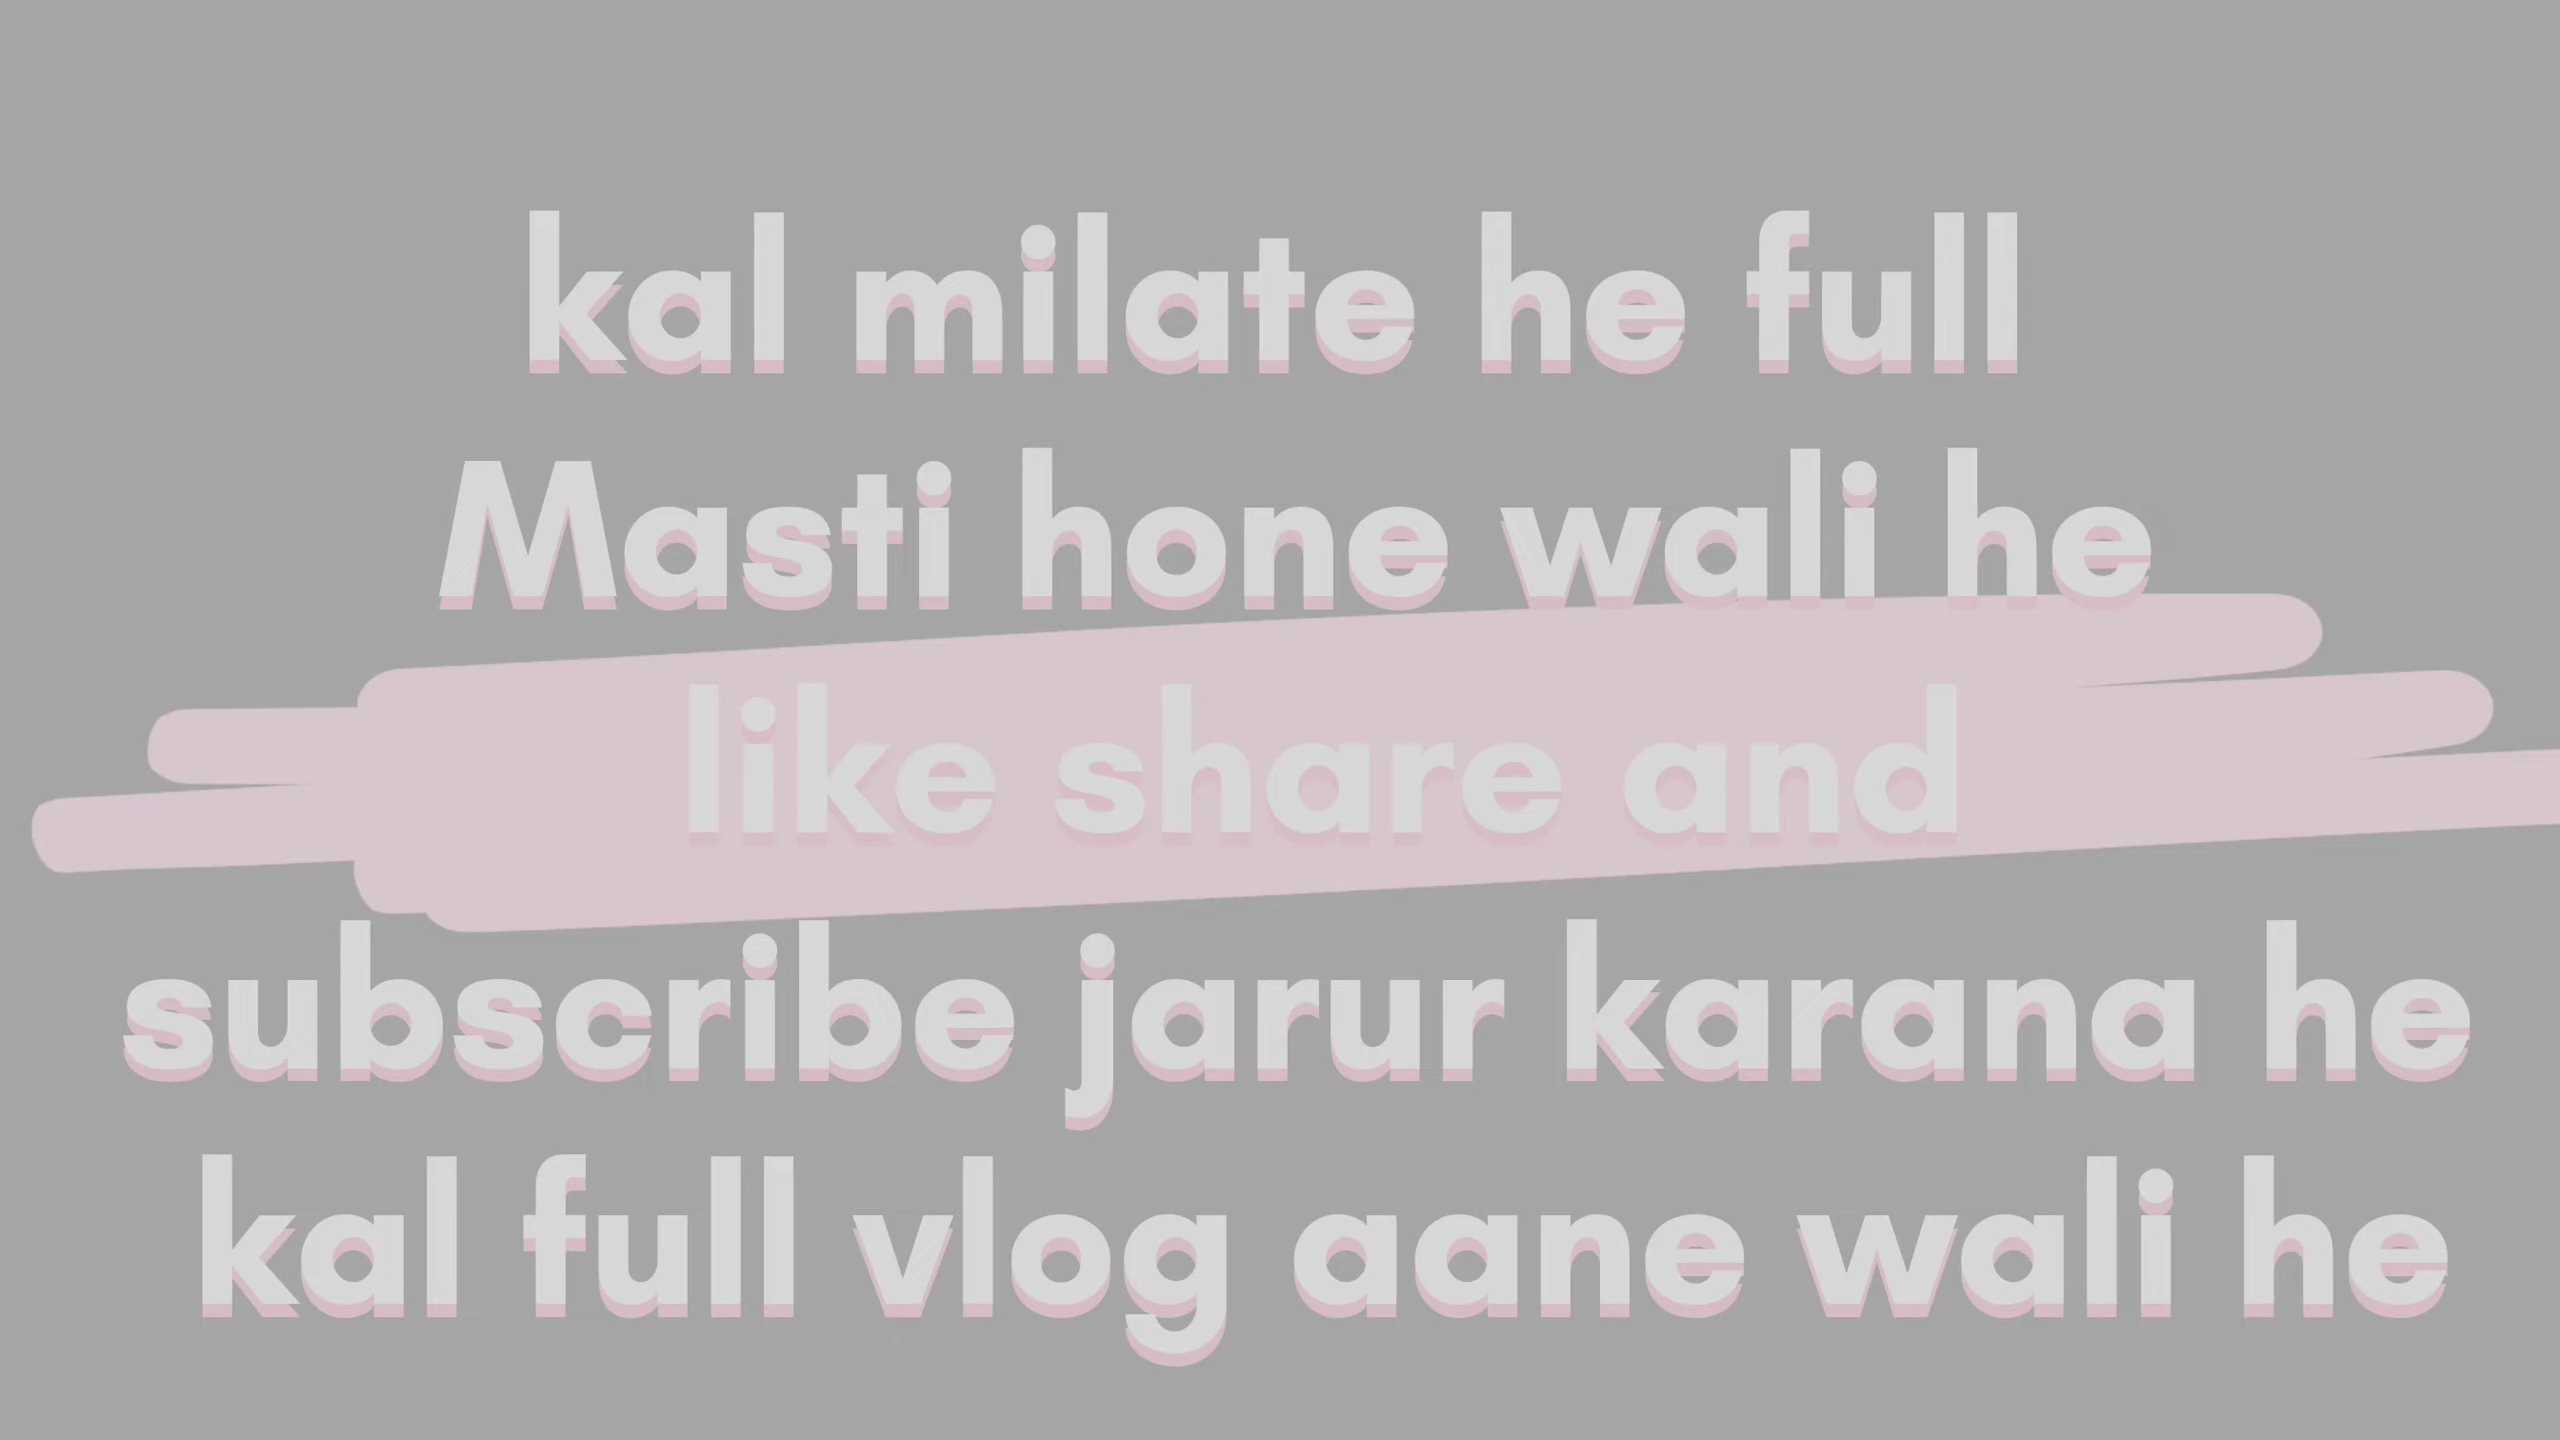 kal milate he full
Masti hone wali he
like share and
subscribe jarur karana he
kal full vlog aane wali he